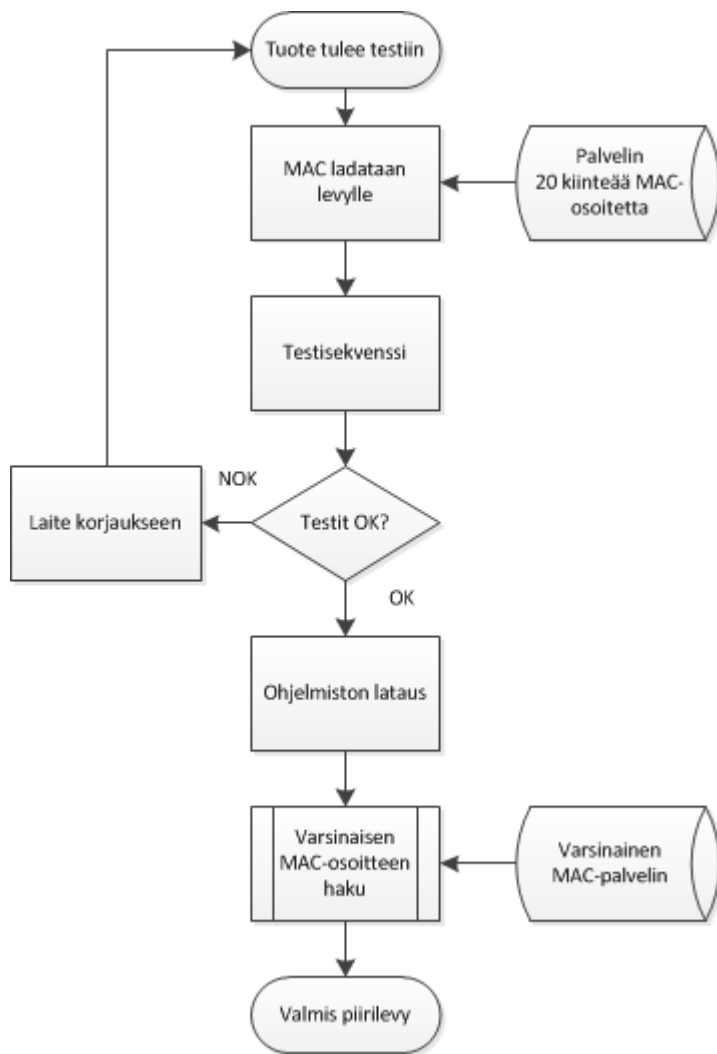 Tuote tulee testiin
MAC ladataan
levylle
Palvelin
20 kiinteää MAC-
osoitetta
Testisekvenssi
NOK
Laite korjaukseen
Testit OK?
OK
Ohjelmiston lataus
Varsinaisen
MAC-osoitteen
haku
Varsinainen
MAC-palvelin
Valmis piirilevy